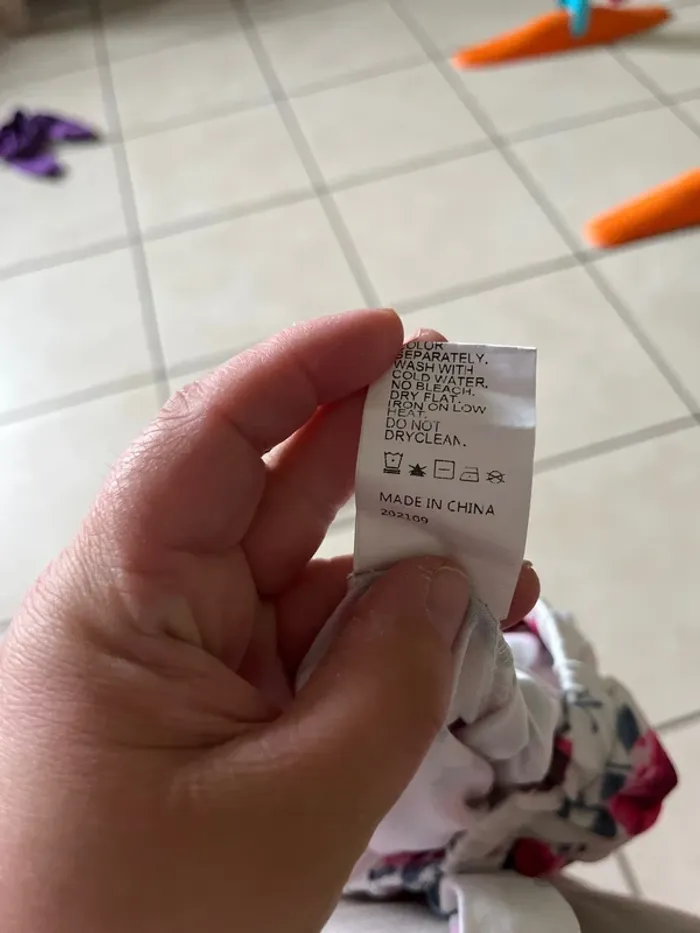 COLOR
SEPARATELY.
WASH WITH
COLD WATER.
NO BLEACH.
DRY FLAT.
IRON ON LOW
HEAT.
DO NOT
DRYCLEAN.
MADE IN CHINA
202109